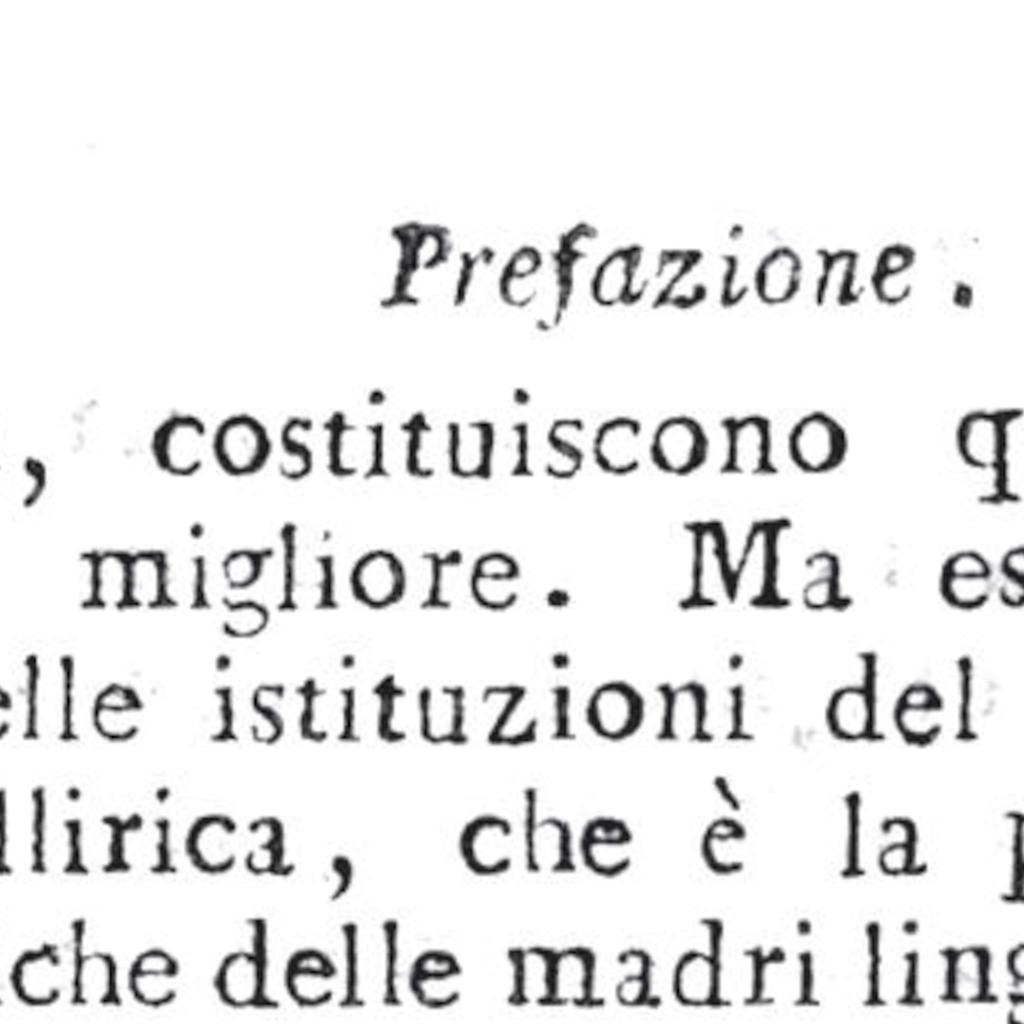 Prefazione.
, costituiscono q
migliore. Ma es
elle istituzioni del
llirica, che è la p
che delle madri ling